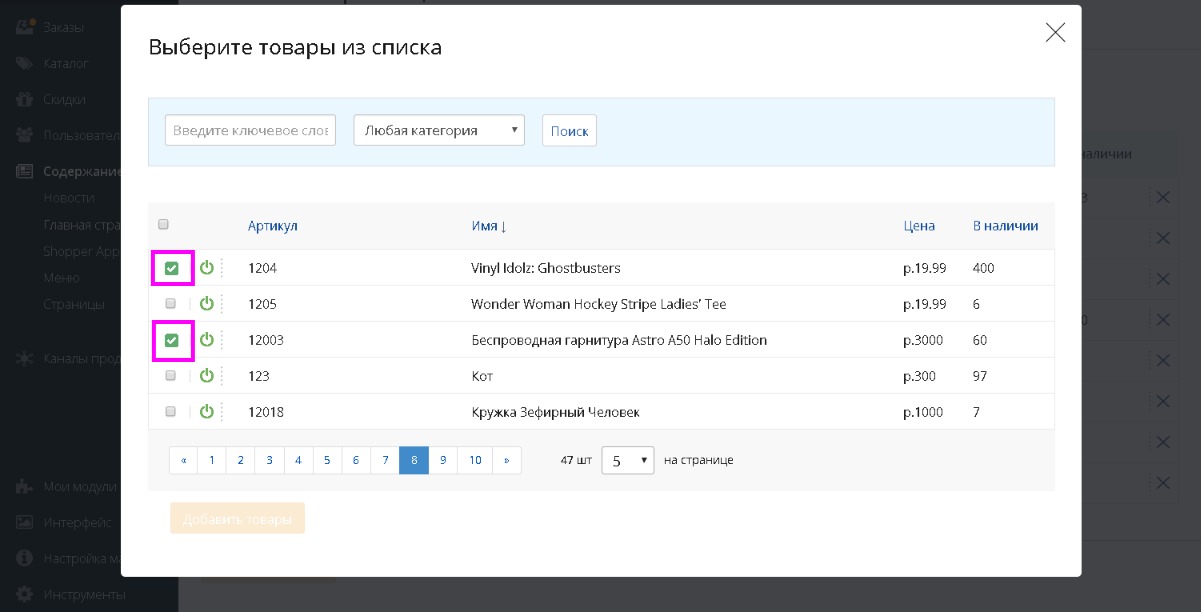 Выберите товары из списка
Введите ключевое слов
Любая категория
Поиск
Артикул Имя ↓ Цена В наличии
1204 Vinyl Idolz: Ghostbusters р.19.99 400
1205 Wonder Woman Hockey Stripe Ladies’ Tee р.19.99 6
12003 Беспроводная гарнитура Astro A50 Halo Edition р.3000 60
123 Кот р.300 97
12018 Кружка Зефирный Человек р.1000 7
« 1 2 3 4 5 6 7 8 9 10 » 47 шт 5 на странице
Добавить товары
Заказы
Каталог
Скидки
Пользовател
Содержание
Новости
Главная стра
Shopper App
Меню
Страницы
Каналы прод
Мои модули
Интерфейс
Настройка ма
Инструменты
наличии
3
0